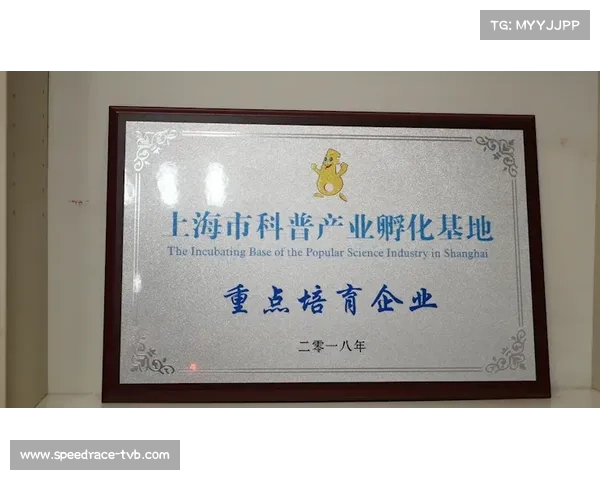 TG: MYYJJPP
上海市科普产业孵化基地
The Incubating Base of the Popular Science Industry in Shanghai
重点培育企业
二零一八年
www.speedrace-tvb.com